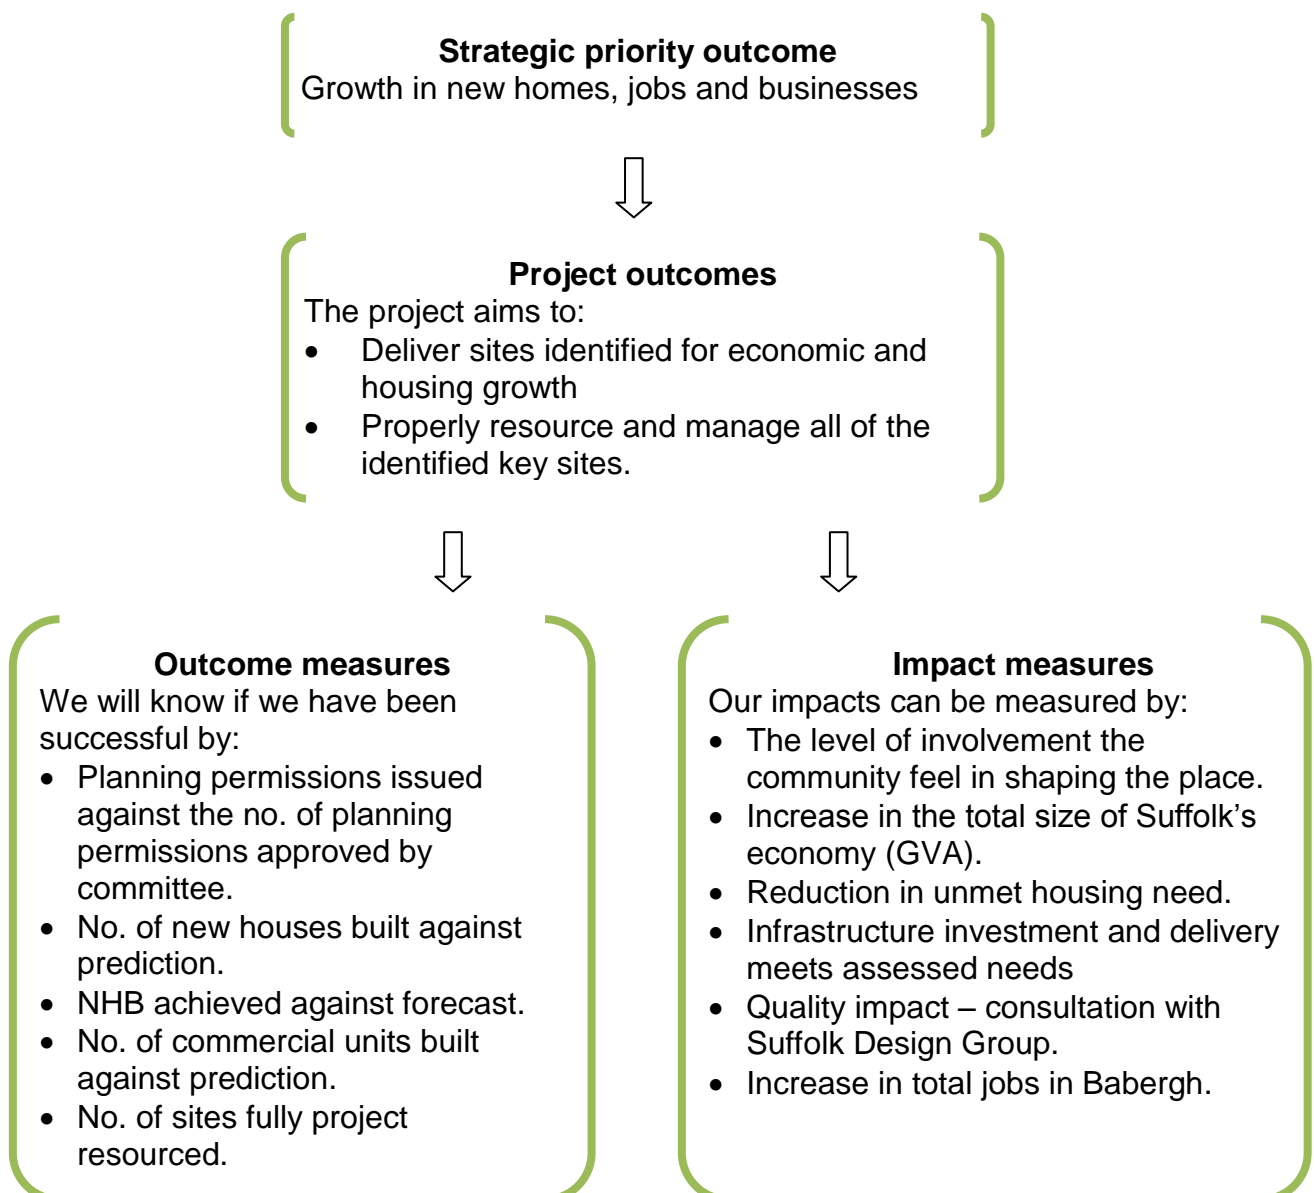 Strategic priority outcome
Growth in new homes, jobs and businesses
Project outcomes
The project aims to:
• Deliver sites identified for economic and
housing growth
• Properly resource and manage all of the
identified key sites.
Outcome measures
We will know if we have been
successful by:
• Planning permissions issued
against the no. of planning
permissions approved by
committee.
• No. of new houses built against
prediction.
• NHB achieved against forecast.
• No. of commercial units built
against prediction.
• No. of sites fully project
resourced.
Impact measures
Our impacts can be measured by:
• The level of involvement the
community feel in shaping the place.
• Increase in the total size of Suffolk’s
economy (GVA).
• Reduction in unmet housing need.
• Infrastructure investment and delivery
meets assessed needs
• Quality impact – consultation with
Suffolk Design Group.
• Increase in total jobs in Babergh.